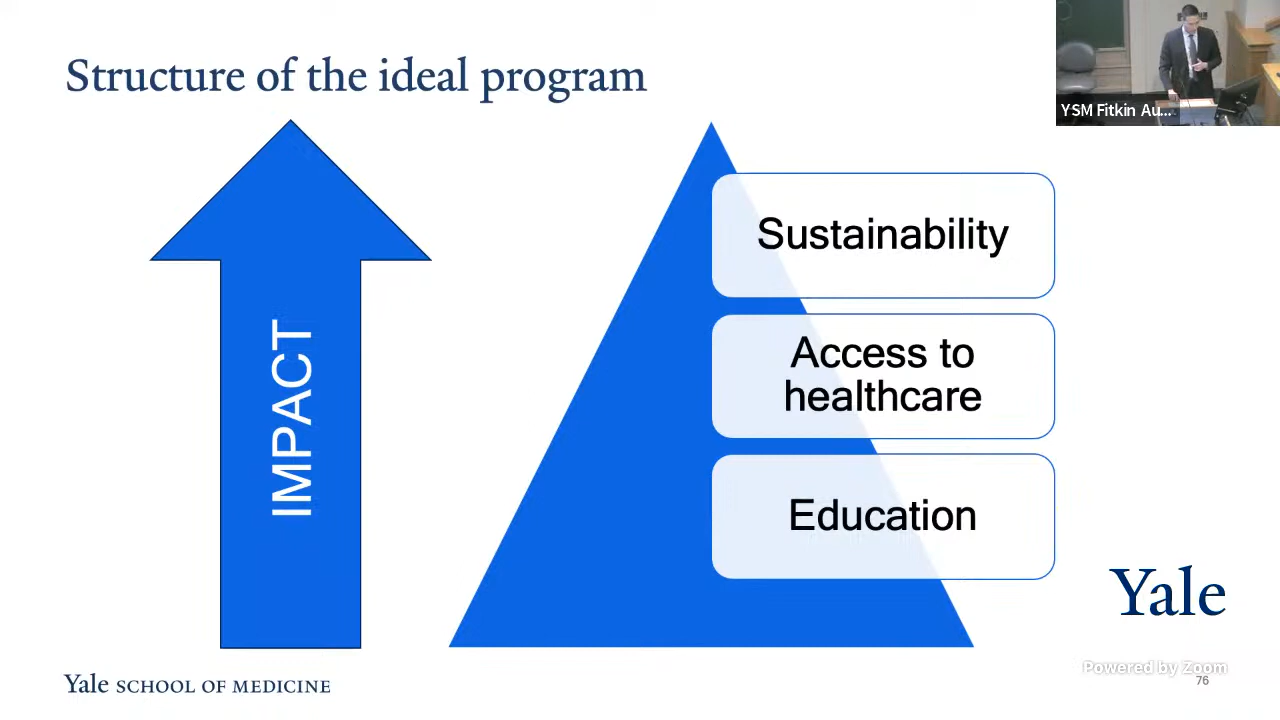 Structure of the ideal program
YSM Fitkin Au...
IMPACT
Sustainability
Access to
healthcare
Education
Yale
Powered by Zoom
Yale SCHOOL OF MEDICINE
76